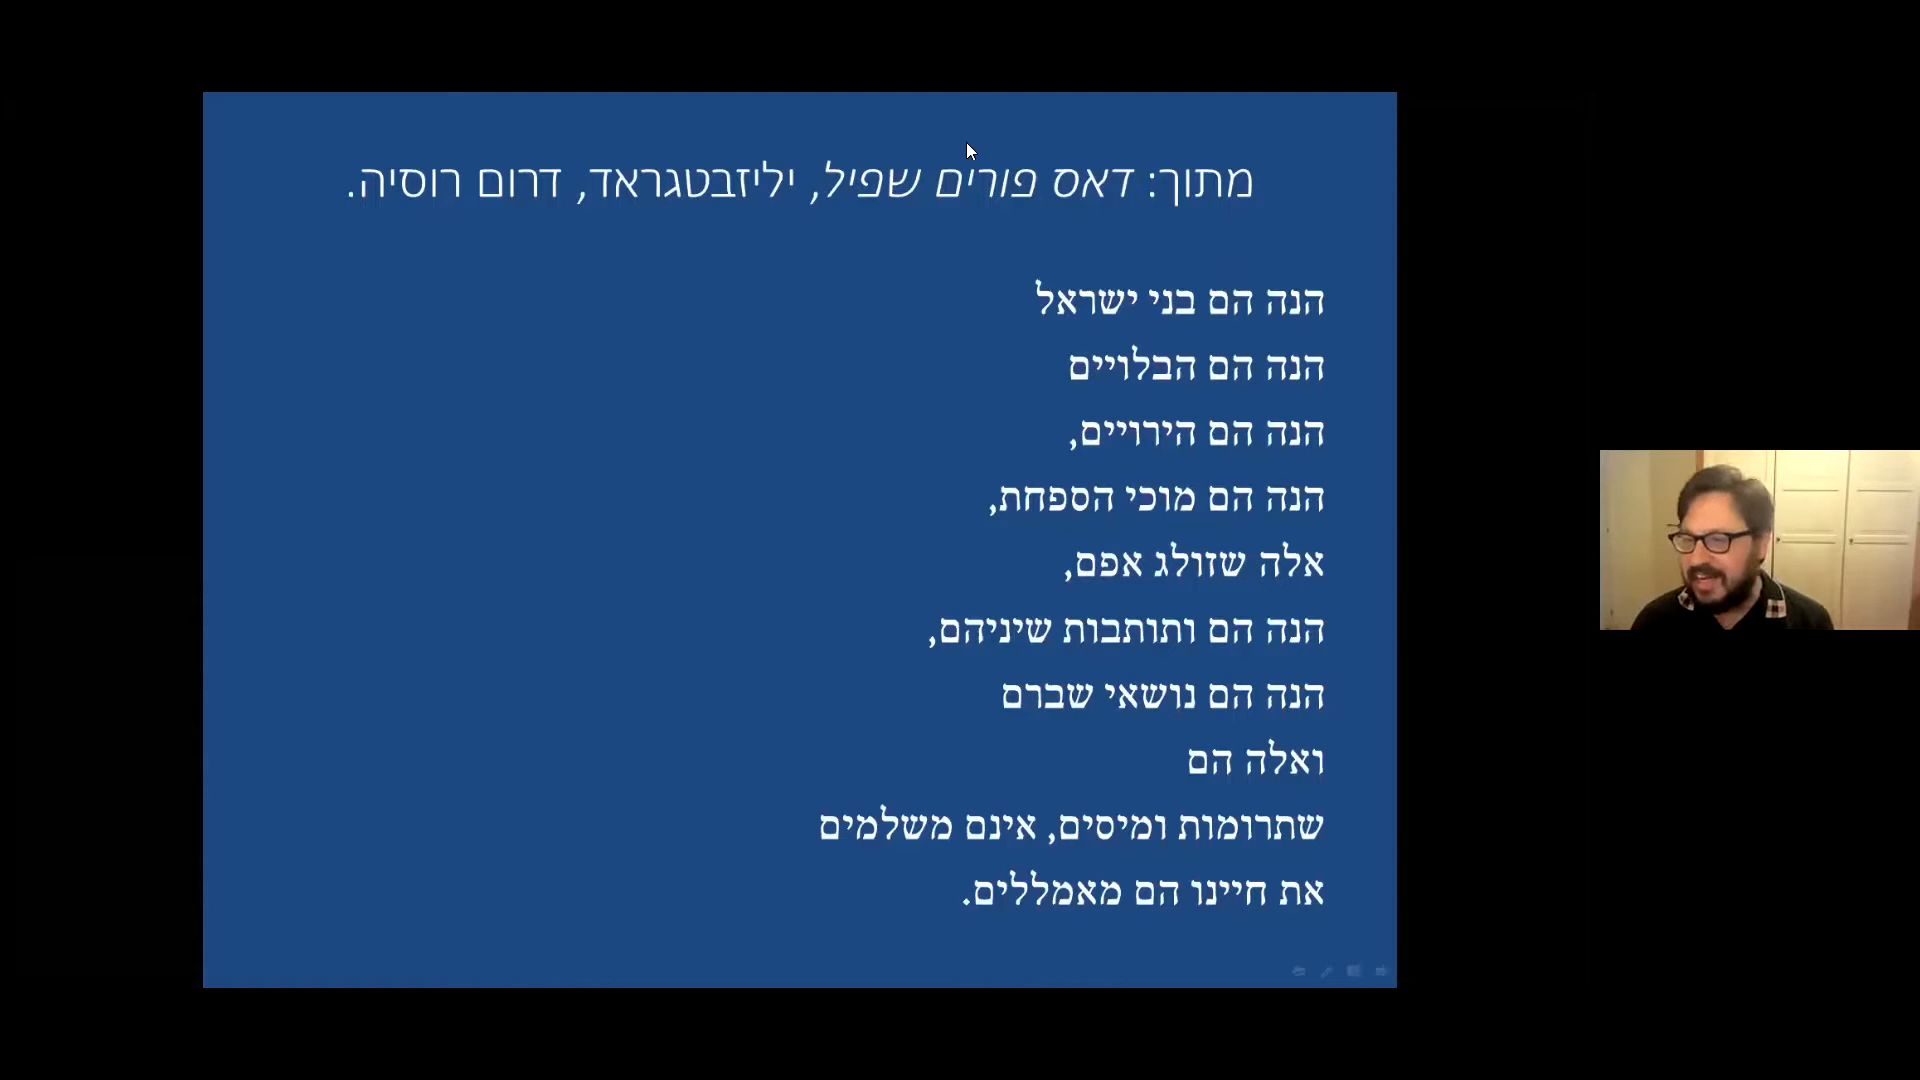 מתוך: דאס פורים שפיל, יליזבטגראד, דרום רוסיה.
הנה הם בני ישראל
הנה הם הבלויים
הנה הם הירויים,
הנה הם מוכי הספחת,
אלה שזולג אפם,
הנה הם ותותבות שיניהם,
הנה הם נושאי שברם
ואלה הם
שתרומות ומיסים, אינם משלמים
את חיינו הם מאמללים.